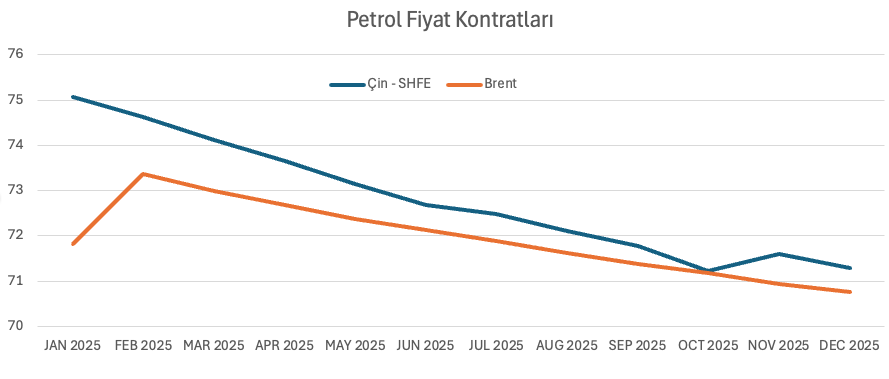 Petrol Fiyat Kontratları
76
Çin - SHFE Brent
75
74
73
72
71
70
JAN 2025 FEB 2025 MAR 2025 APR 2025 MAY 2025 JUN 2025 JUL 2025 AUG 2025 SEP 2025 OCT 2025 NOV 2025 DEC 2025